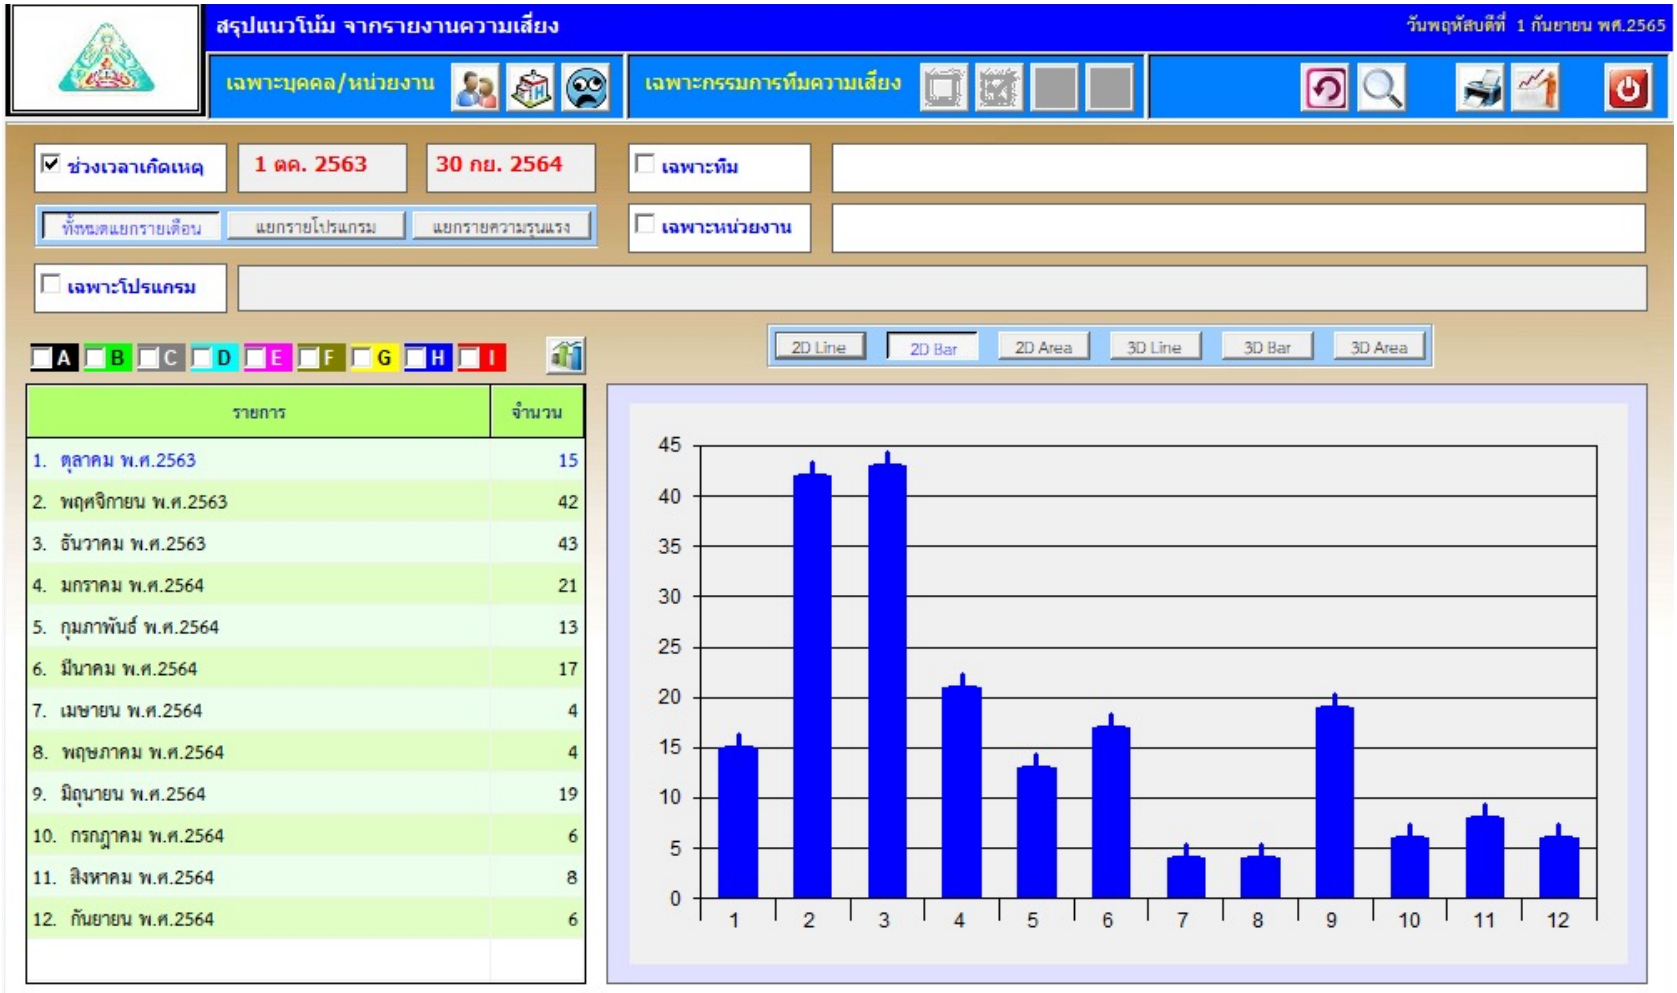 สรุปแนวโน้ม จากรายงานความเสี่ยง
วันพฤหัสบดีที่ 1 กันยายน พศ.2565
เฉพาะบุคคล/หน่วยงาน
เฉพาะกรรมการทีมความเสี่ยง
ช่วงเวลาเกิดเหตุ 1 ตค. 2563 30 กย. 2564
เฉพาะทีม
ทั้งหมดแยกรายเดือน แยกรายโปรแกรม แยกรายความรุนแรง
เฉพาะหน่วยงาน
เฉพาะโปรแกรม
A B C D E F G H I
2D Line 2D Bar 2D Area 3D Line 3D Bar 3D Area
รายการ จำนวน
1. ตุลาคม พ.ศ.2563 15
2. พฤศจิกายน พ.ศ.2563 42
3. ธันวาคม พ.ศ.2563 43
4. มกราคม พ.ศ.2564 21
5. กุมภาพันธ์ พ.ศ.2564 13
6. มีนาคม พ.ศ.2564 17
7. เมษายน พ.ศ.2564 4
8. พฤษภาคม พ.ศ.2564 4
9. มิถุนายน พ.ศ.2564 19
10. กรกฎาคม พ.ศ.2564 6
11. สิงหาคม พ.ศ.2564 8
12. กันยายน พ.ศ.2564 6
45
40
35
30
25
20
15
10
5
0
1 2 3 4 5 6 7 8 9 10 11 12